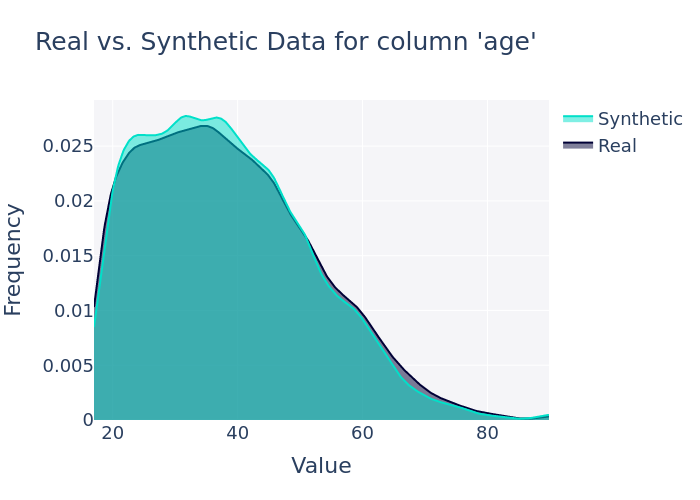 Real vs. Synthetic Data for column 'age'
Synthetic
Real
Frequency
0.025
0.02
0.015
0.01
0.005
0
20 40 60 80
Value